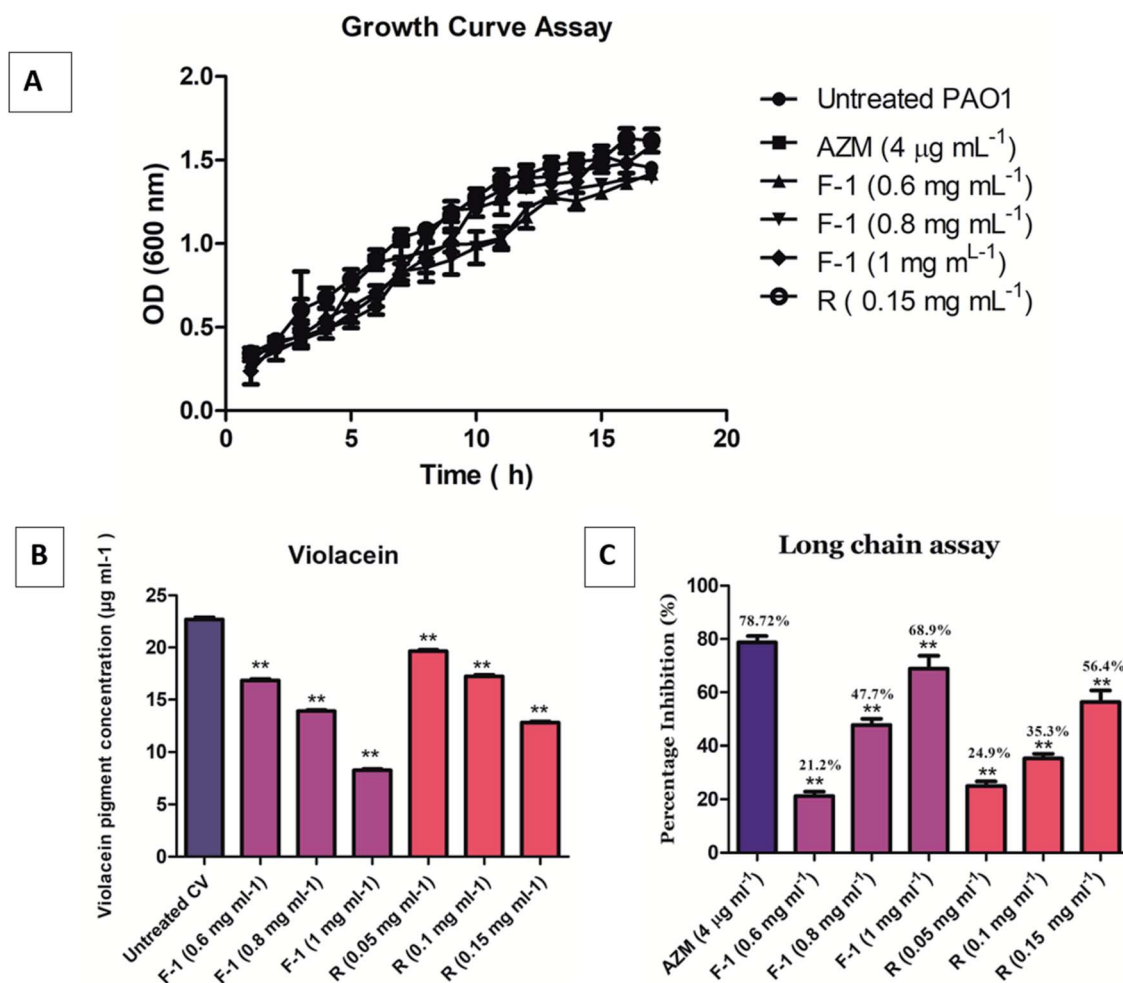 Growth Curve Assay
A
OD (600 nm)
2.0
1.5
1.0
0.5
0.0
0
5
10
15
20
Time ( h)
Untreated PAO1
AZM (4 μg mL-1)
F-1 (0.6 mg mL-1)
F-1 (0.8 mg mL-1)
F-1 (1 mg mL-1)
R ( 0.15 mg mL-1)
B
Violacein
Violacein pigment concentration (µg ml-1 )
25
20
15
10
5
0
**
**
**
**
**
**
Untreated CV
F-1 (0.6 mg ml-1)
F-1 (0.8 mg ml-1)
F-1 (1 mg ml-1)
R (0.05 mg ml-1)
R (0.1 mg ml-1)
R (0.15 mg ml-1)
C
Long chain assay
Percentage Inhibition (%)
100
80
60
40
20
0
78.72%
21.2%
**
47.7%
**
68.9%
**
24.9%
**
35.3%
**
56.4%
**
AZM (4 µg ml-1)
F-1 (0.6 mg ml-1)
F-1 (0.8 mg ml-1)
F-1 (1 mg ml-1)
R (0.05 mg ml-1)
R (0.1 mg ml-1)
R (0.15 mg ml-1)